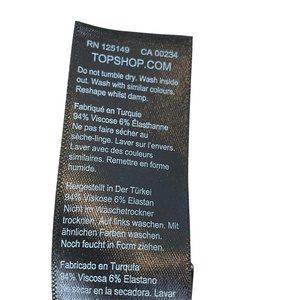 RN 125149 CA 00234
TOPSHOP.COM
Do not tumble dry. Wash inside
out. Wash with similar colours.
Reshape whilst damp.
Fabriqué en Turquie
94% Viscose 6% Élasthanne
Ne pas faire sécher au
sèche-linge. Laver sur l'envers.
Laver avec des couleurs
similaires. Remettre en forme
humide.
Hergestellt in Der Türkei
94% Viskose 6% Elastan
Nicht im Wäschetrockner
trocknen. Auf links waschen. Mit
ähnlichen Farben waschen.
Noch feucht in Form ziehen.
Fabricado en Turquía
94% Viscosa 6% Elastano
secar en la secadora. Lavar